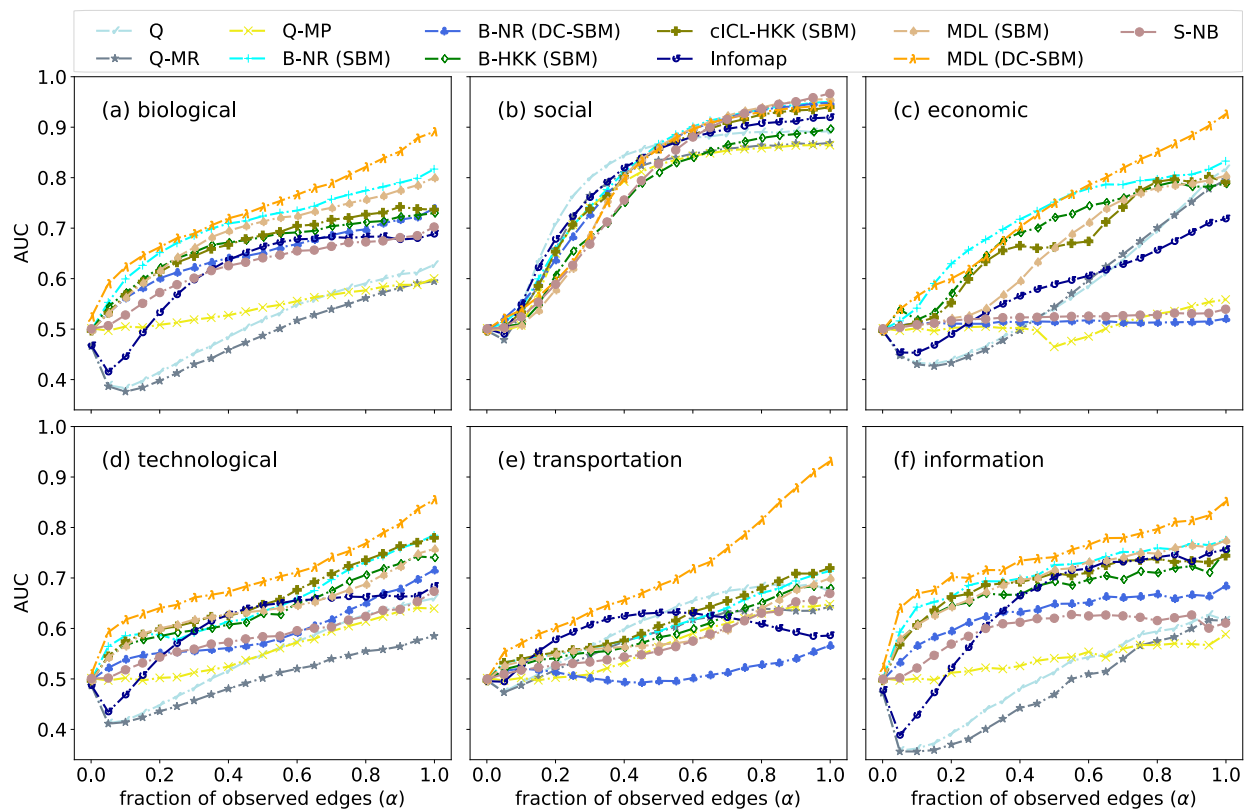 Q Q-MP B-NR (DC-SBM) cICL-HKK (SBM) MDL (SBM) S-NB
Q-MR B-NR (SBM) B-HKK (SBM) Infomap MDL (DC-SBM)
(a) biological (b) social (c) economic
AUC
1.0
0.9
0.8
0.7
0.6
0.5
0.4
(d) technological (e) transportation (f) information
AUC
1.0
0.9
0.8
0.7
0.6
0.5
0.4
0.0 0.2 0.4 0.6 0.8 1.0 0.0 0.2 0.4 0.6 0.8 1.0 0.0 0.2 0.4 0.6 0.8 1.0
fraction of observed edges (α) fraction of observed edges (α) fraction of observed edges (α)